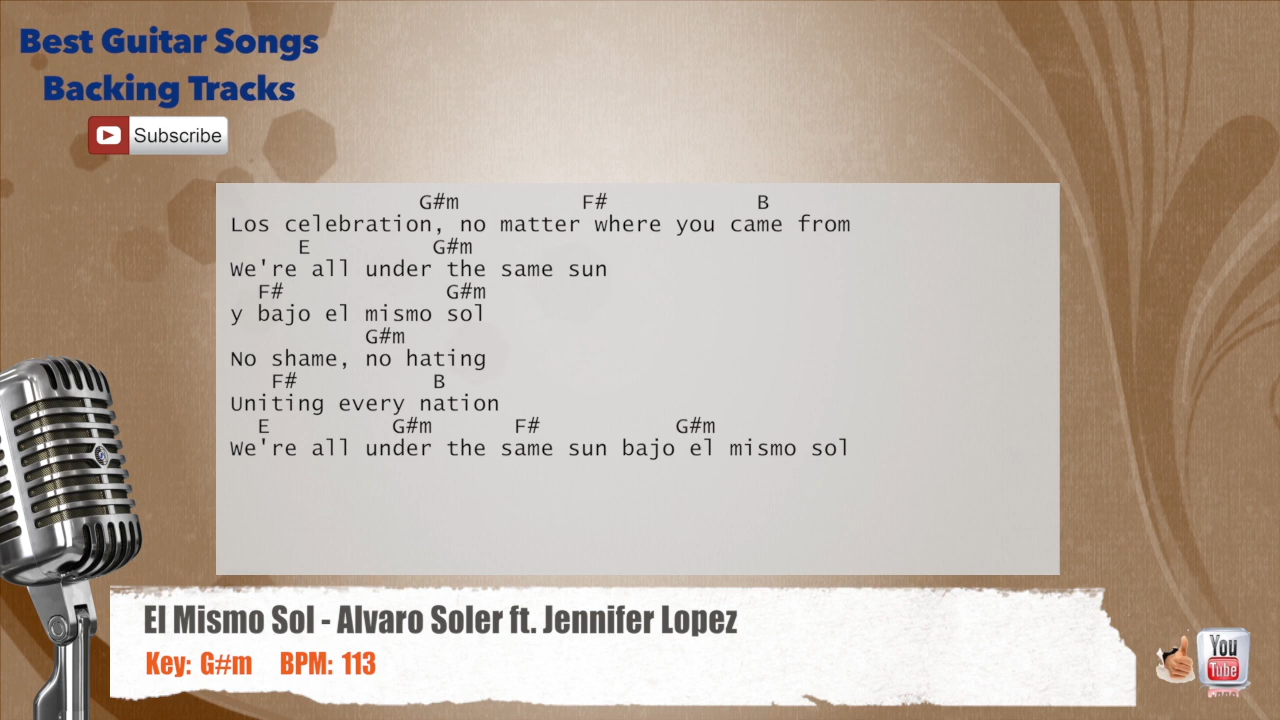 Best Guitar Songs
Backing Tracks
Subscribe
G#m F# B
Los celebration, no matter where you came from
E G#m
We're all under the same sun
F# G#m
y bajo el mismo sol
G#m
No shame, no hating
F# B
Uniting every nation
E G#m F# G#m
We're all under the same sun bajo el mismo sol
El Mismo Sol - Alvaro Soler ft. Jennifer Lopez
Key: G#m BPM: 113
You
Tube